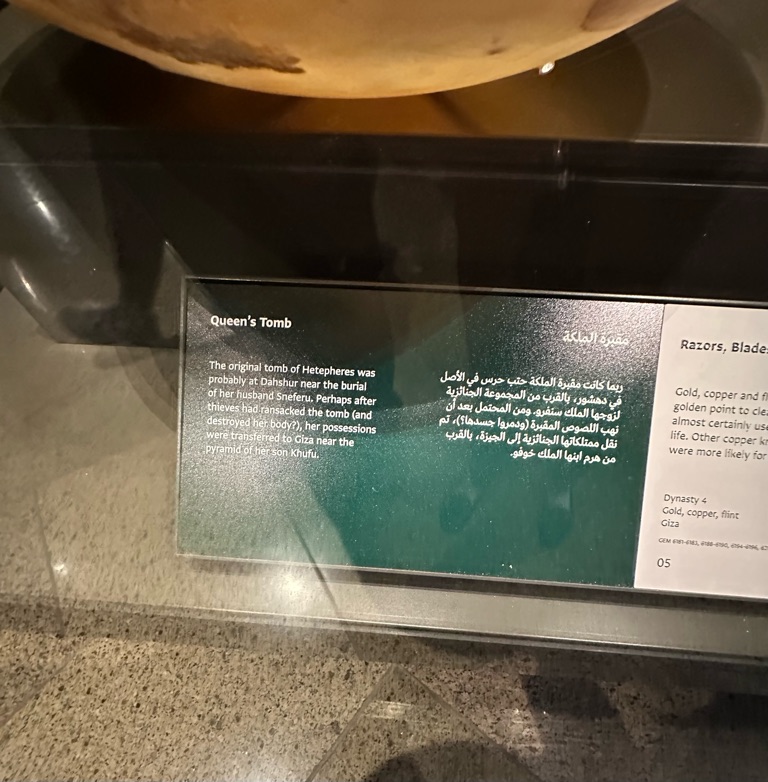 Queen's Tomb
The original tomb of Hetepheres was
probably at Dahshur near the burial
of her husband Sneferu. Perhaps after
thieves had ransacked the tomb (and
destroyed her body?), her possessions
were transferred to Giza near the
pyramid of her son Khufu.
مقبرة الملكة
ربما كانت مقبرة الملكة حتب حرس في الأصل
في دهشور، بالقرب من المجموعة الجنائزية
لزوجها الملك سنفرو. ومن المحتمل بعد أن
نهب اللصوص المقبرة (ودمروا جسدها؟)، تم
نقل ممتلكاتها الجنائزية إلى الجيزة، بالقرب
من هرم ابنها الملك خوفو.
Razors, Blade
Gold, copper and
golden point to
almost certainly
life. Other copper
were more likely for
Dynasty 4
Gold, copper, flint
Giza
05